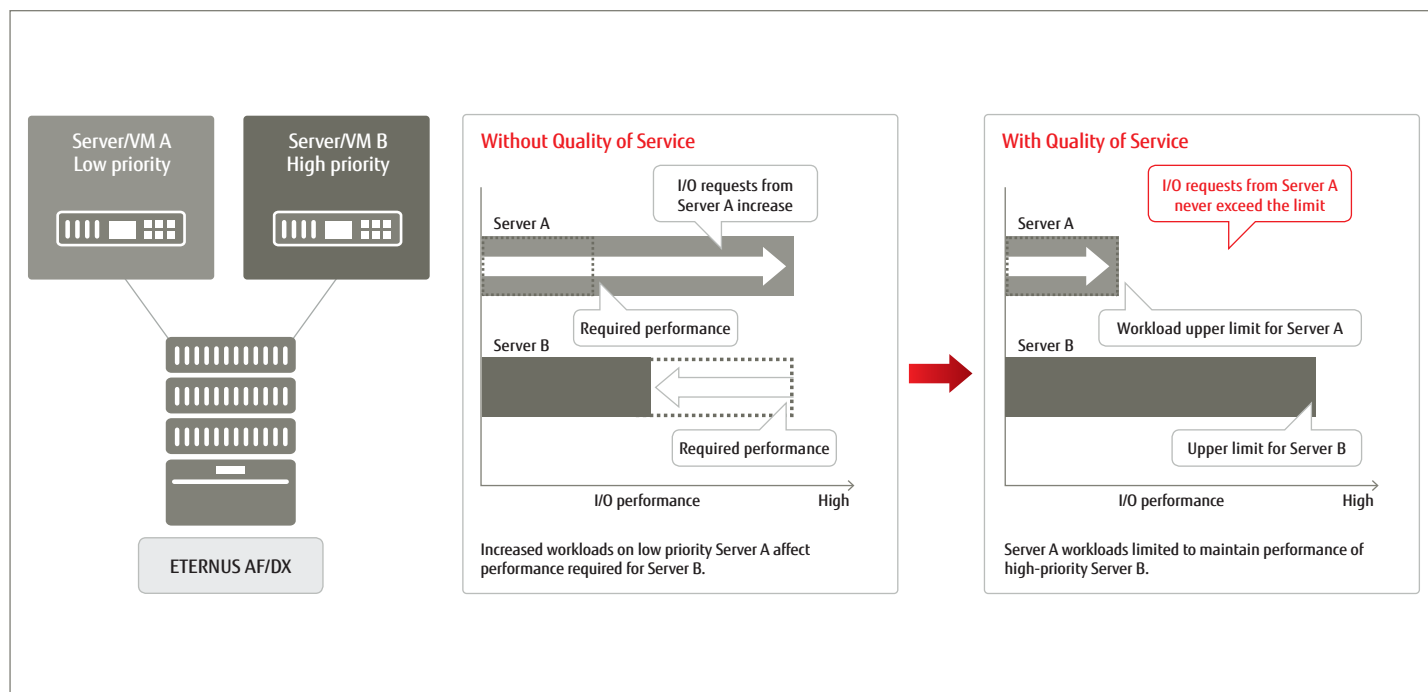 Server/VM A
Low priority
Server/VM B
High priority
ETERNUS AF/DX
Without Quality of Service
I/O requests from
Server A increase
Server A
Required performance
Server B
Required performance
I/O performance
High
Increased workloads on low priority Server A affect
performance required for Server B.
With Quality of Service
I/O requests from Server A
never exceed the limit
Server A
Workload upper limit for Server A
Server B
Upper limit for Server B
I/O performance
High
Server A workloads limited to maintain performance of
high-priority Server B.